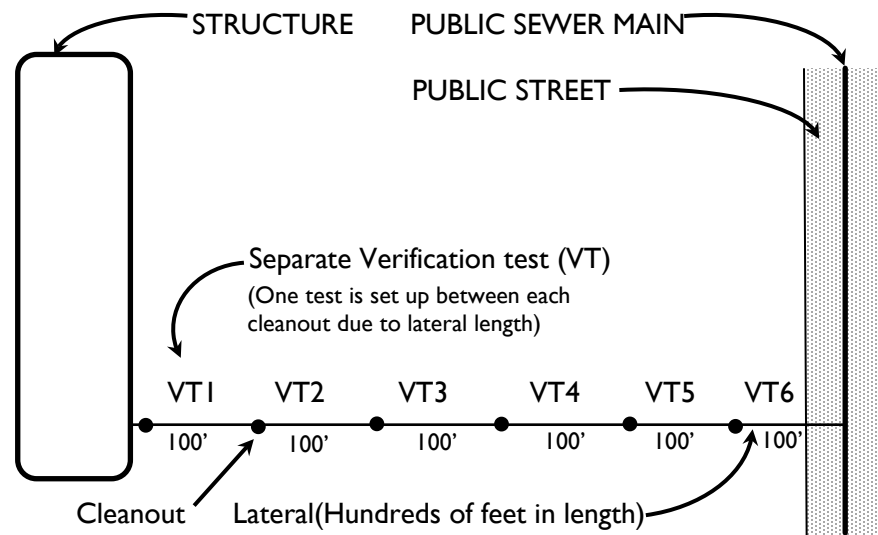 STRUCTURE
PUBLIC SEWER MAIN
PUBLIC STREET
Separate Verification test (VT)
(One test is set up between each
cleanout due to lateral length)
VT1 VT2 VT3 VT4 VT5 VT6
100’ 100’ 100’ 100’ 100’ 100’
Cleanout
Lateral(Hundreds of feet in length)